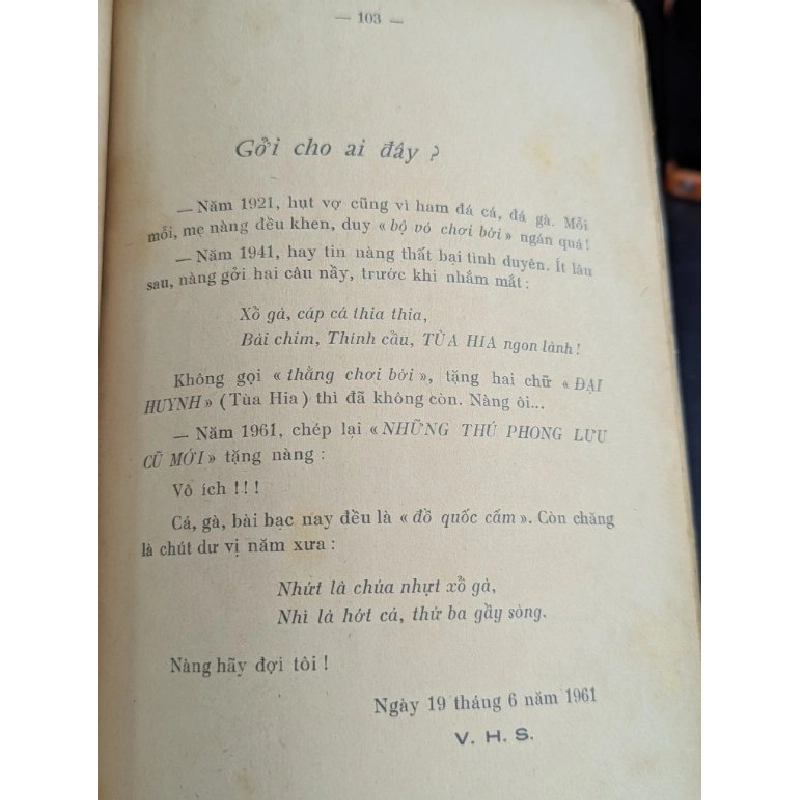 — 103 —
Gởi cho ai đây ?
— Năm 1921, hụt vợ cũng vì ham đá cá, đá gà. Mỗi
mỗi, mẹ nàng đều khen, duy « bộ vó chơi bời » ngán quá!
— Năm 1941, hay tin nàng thất bại tình duyên. Ít lâu
sau, nàng gởi hai câu nầy, trước khi nhắm mắt :
Xồ gà, cáp cá thia thia,
Bài chim, Thính cầu, TÙA HIA ngon lành !
Không gọi « thằng chơi bời », tặng hai chữ « ĐẠI
HUYNH » (Tùa Hia) thì đã không còn. Nàng ôi...
— Năm 1961, chép lại « NHỮNG THÚ PHONG LƯU
CŨ MỚI » tặng nàng :
Vô ích ! ! !
Cá, gà, bài bạc nay đều là « đồ quốc cấm ». Còn chăng
là chút dư vị năm xưa :
Nhứt là chúa nhựt xồ gà,
Nhì là hớt cá, thứ ba gầy sòng.
Nàng hãy đợi tôi !
Ngày 19 tháng 6 năm 1961
V. H. S.